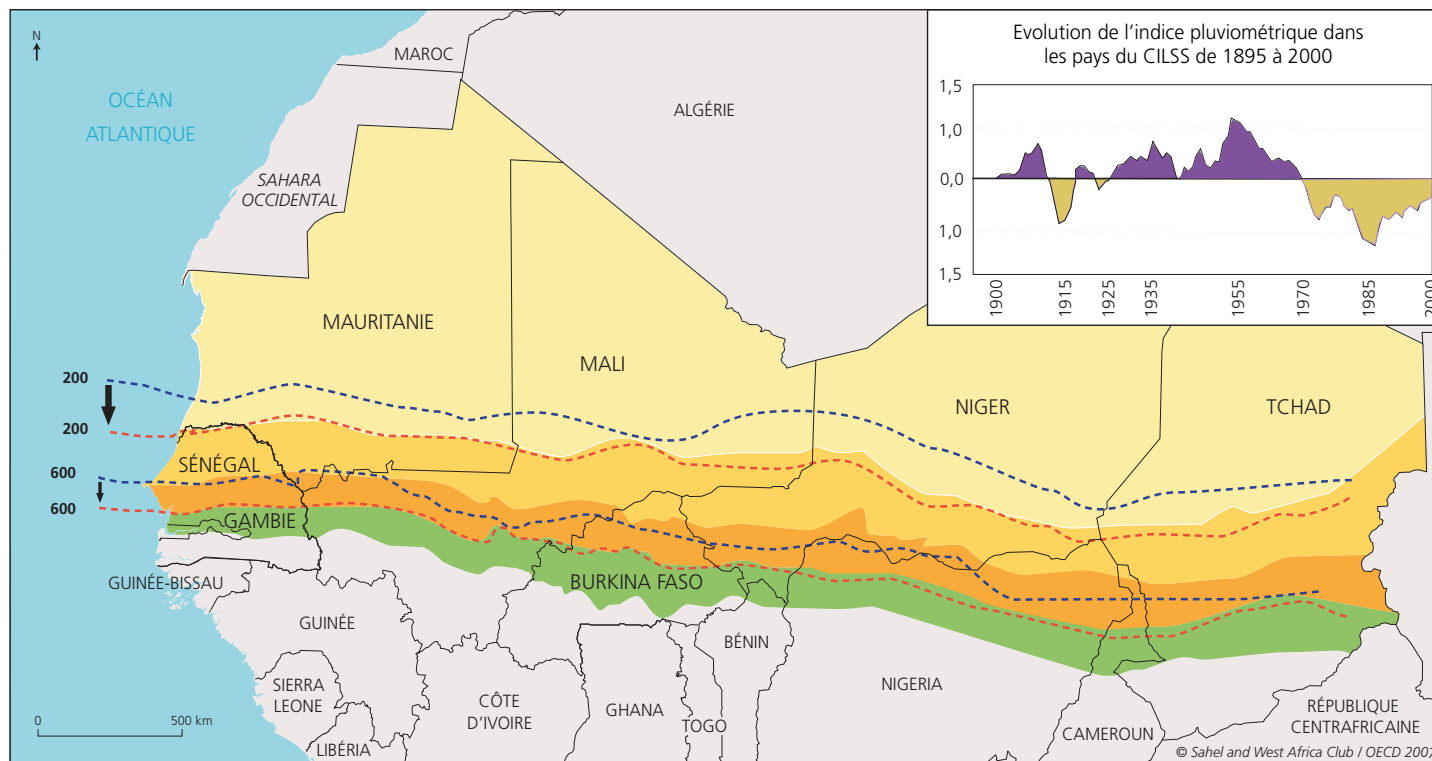 N
MAROC
OCÉAN
ATLANTIQUE
ALGÉRIE
SAHARA
OCCIDENTAL
Evolution de l’indice pluviométrique dans
les pays du CILSS de 1895 à 2000
1,5
1,0
0,0
1,0
1,5
1900
1915
1925
1935
1955
1970
1985
2000
MAURITANIE
MALI
NIGER
TCHAD
200
200
600
600
SÉNÉGAL
GAMBIE
GUINÉE-BISSAU
BURKINA FASO
GUINÉE
BÉNIN
SIERRA
LEONE
CÔTE
D’IVOIRE
GHANA
TOGO
NIGERIA
LIBÉRIA
CAMEROUN
RÉPUBLIQUE
CENTRAFRICAINE
0 500 km
© Sahel and West Africa Club / OECD 2007